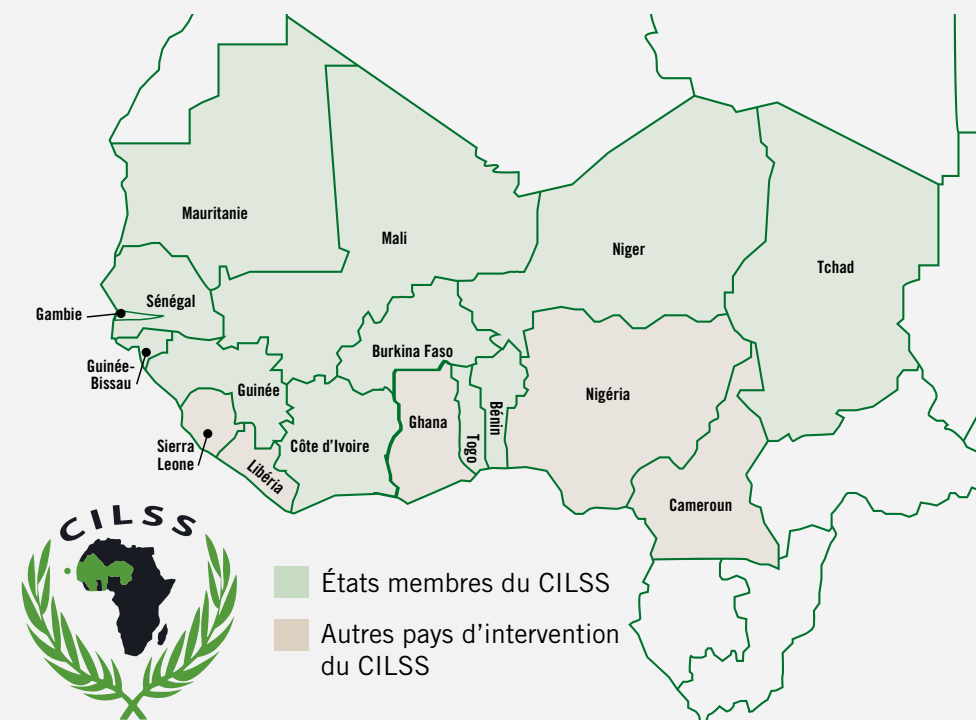 Mauritanie
Mali
Niger
Tchad
Sénégal
Gambie
Guinée-
Bissau
Burkina Faso
Guinée
Bénin
Nigéria
Ghana
Togo
Côte d'Ivoire
Sierra
Leone
Libéria
Cameroun
CILSS
États membres du CILSS
Autres pays d'intervention
du CILSS